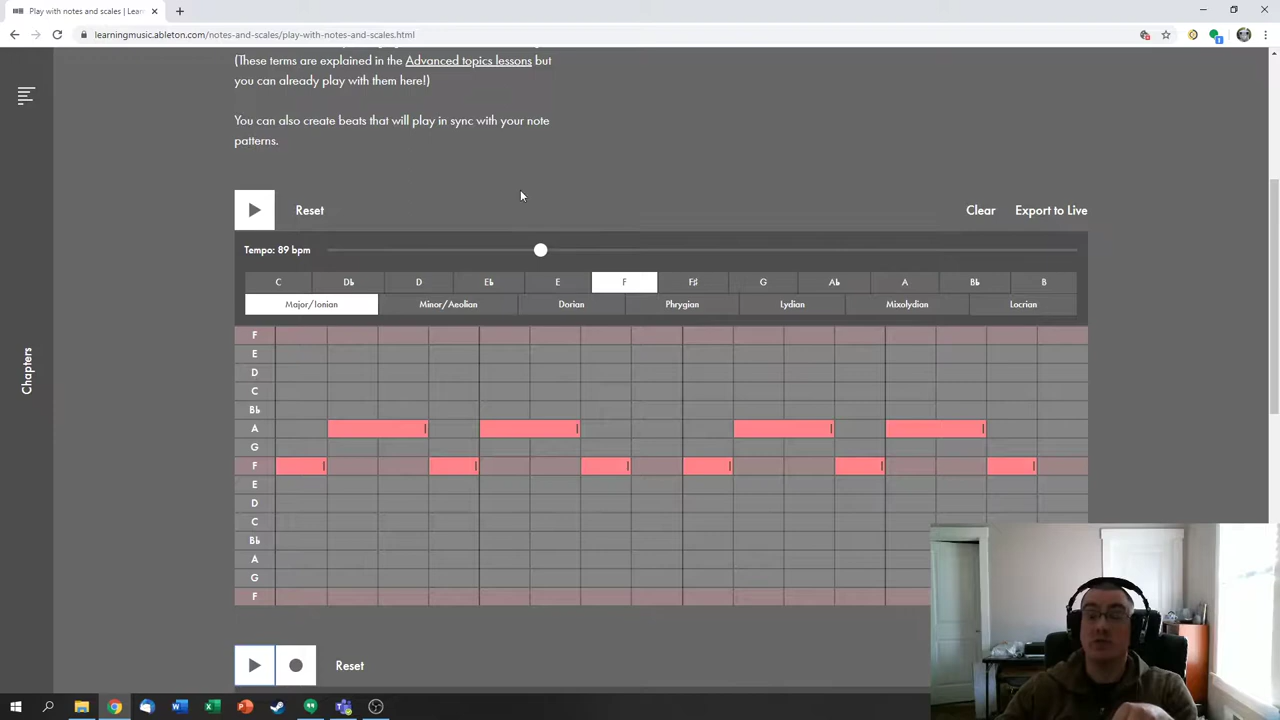 Play with notes and scales | Lear
learningmusic.ableton.com/notes-and-scales/play-with-notes-and-scales.html
(These terms are explained in the Advanced topics lessons but
you can already play with them here!)
You can also create beats that will play in sync with your note
patterns.
Reset
Clear
Export to Live
Tempo: 89 bpm
C D♭ D E♭ E F F♯ G A♭ A B♭ B
Major/Ionian Minor/Aeolian Dorian Phrygian Lydian Mixolydian Locrian
F
E
D
C
B♭
A
G
F
E
D
C
B♭
A
G
F
Reset
Chapters